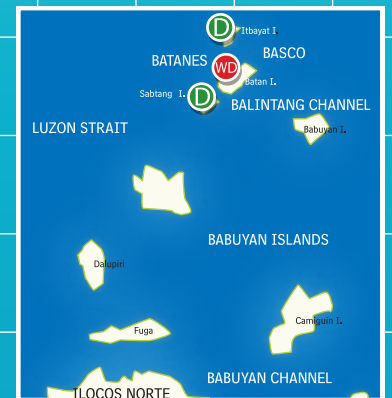 D
Itbayat I.
BASCO
BATANES
WD
Batan I.
Sabtang I.
D
BALINTANG CHANNEL
LUZON STRAIT
Babuyan I.
BABUYAN ISLANDS
Dalupiri
Camiguin I.
Fuga
BABUYAN CHANNEL
ILOCOS NORTE